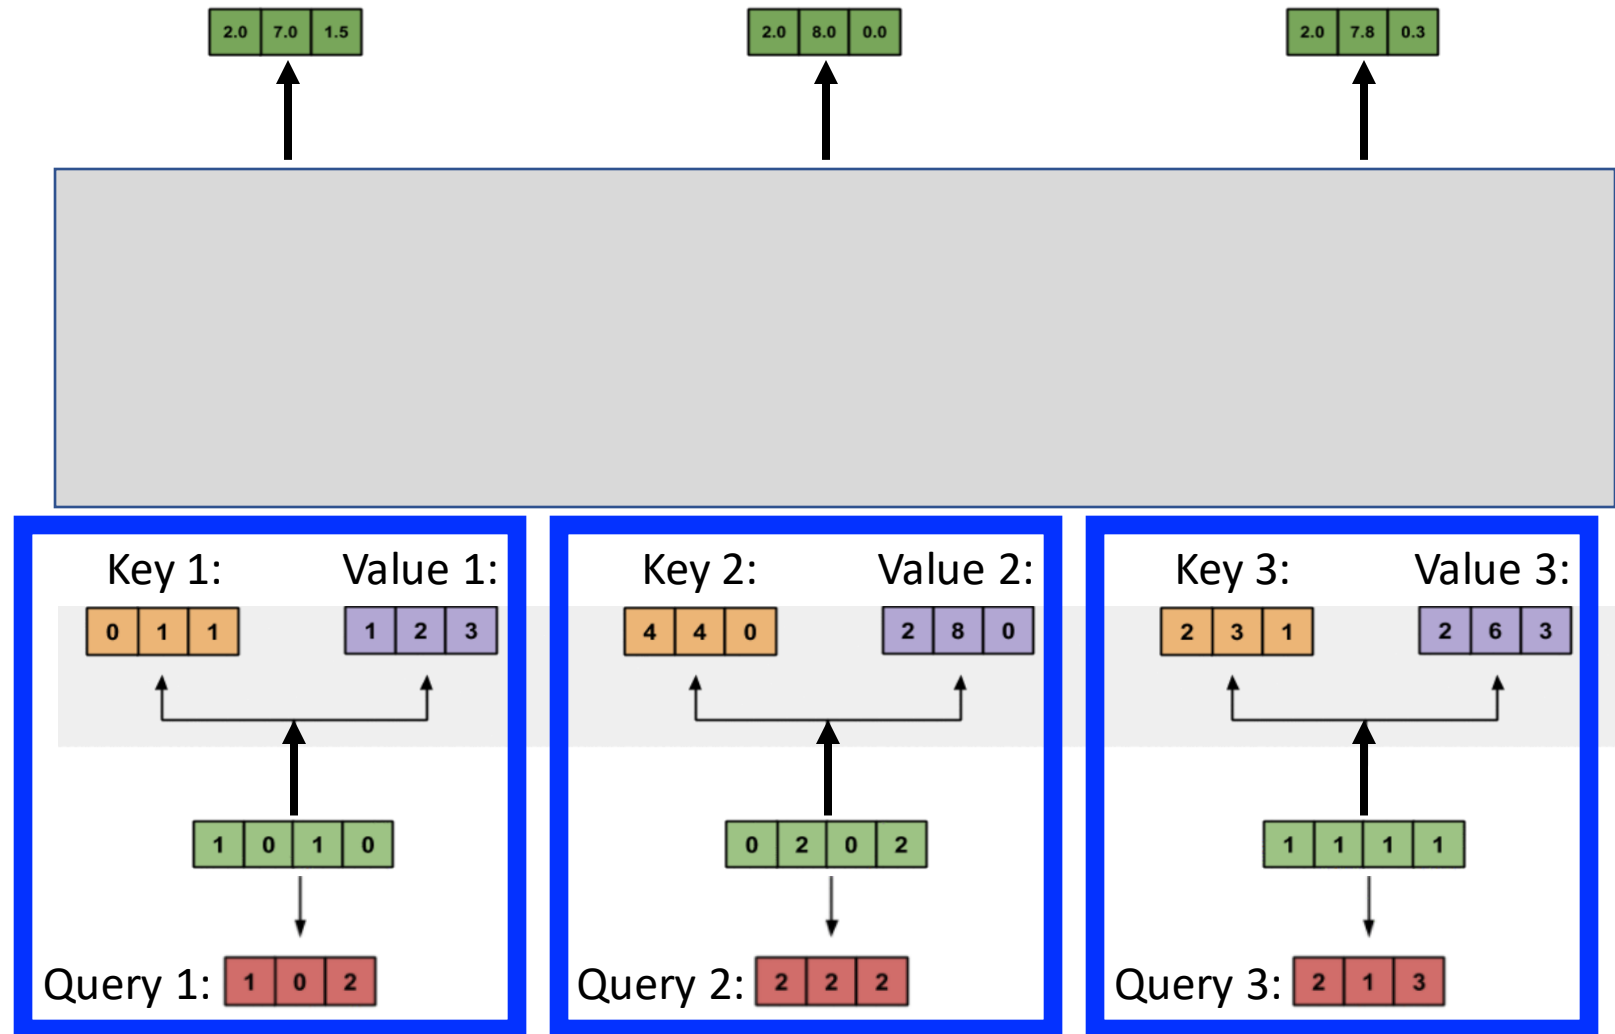 2.0 7.0 1.5 2.0 8.0 0.0 2.0 7.8 0.3
Key 1: Value 1: Key 2: Value 2: Key 3: Value 3:
0 1 1 1 2 3 4 4 0 2 8 0 2 3 1 2 6 3
1 0 1 0 0 2 0 2 1 1 1 1
Query 1: 1 0 2 Query 2: 2 2 2 Query 3: 2 1 3